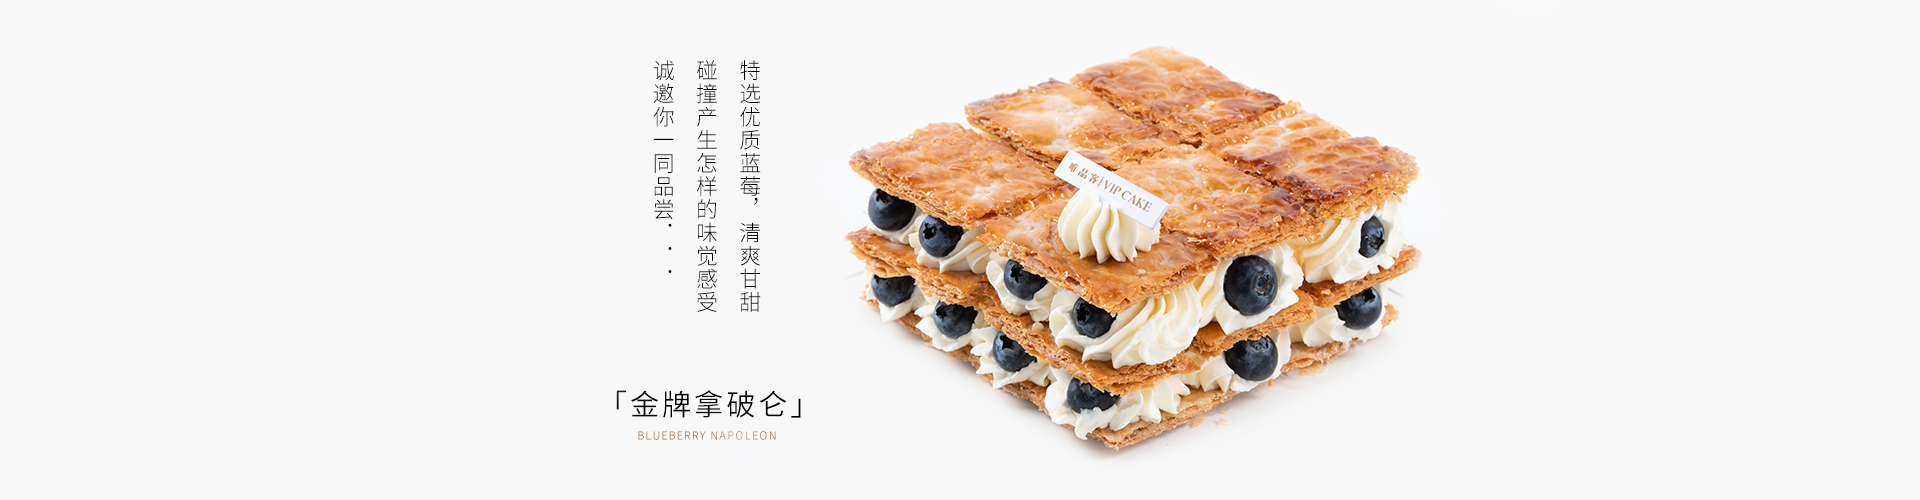 特选优质蓝莓，清爽甘甜
碰撞产生怎样的味觉感受
诚邀你一同品尝...
「金牌拿破仑」
BLUEBERRY NAPOLEON
唯品客|VIP CAKE